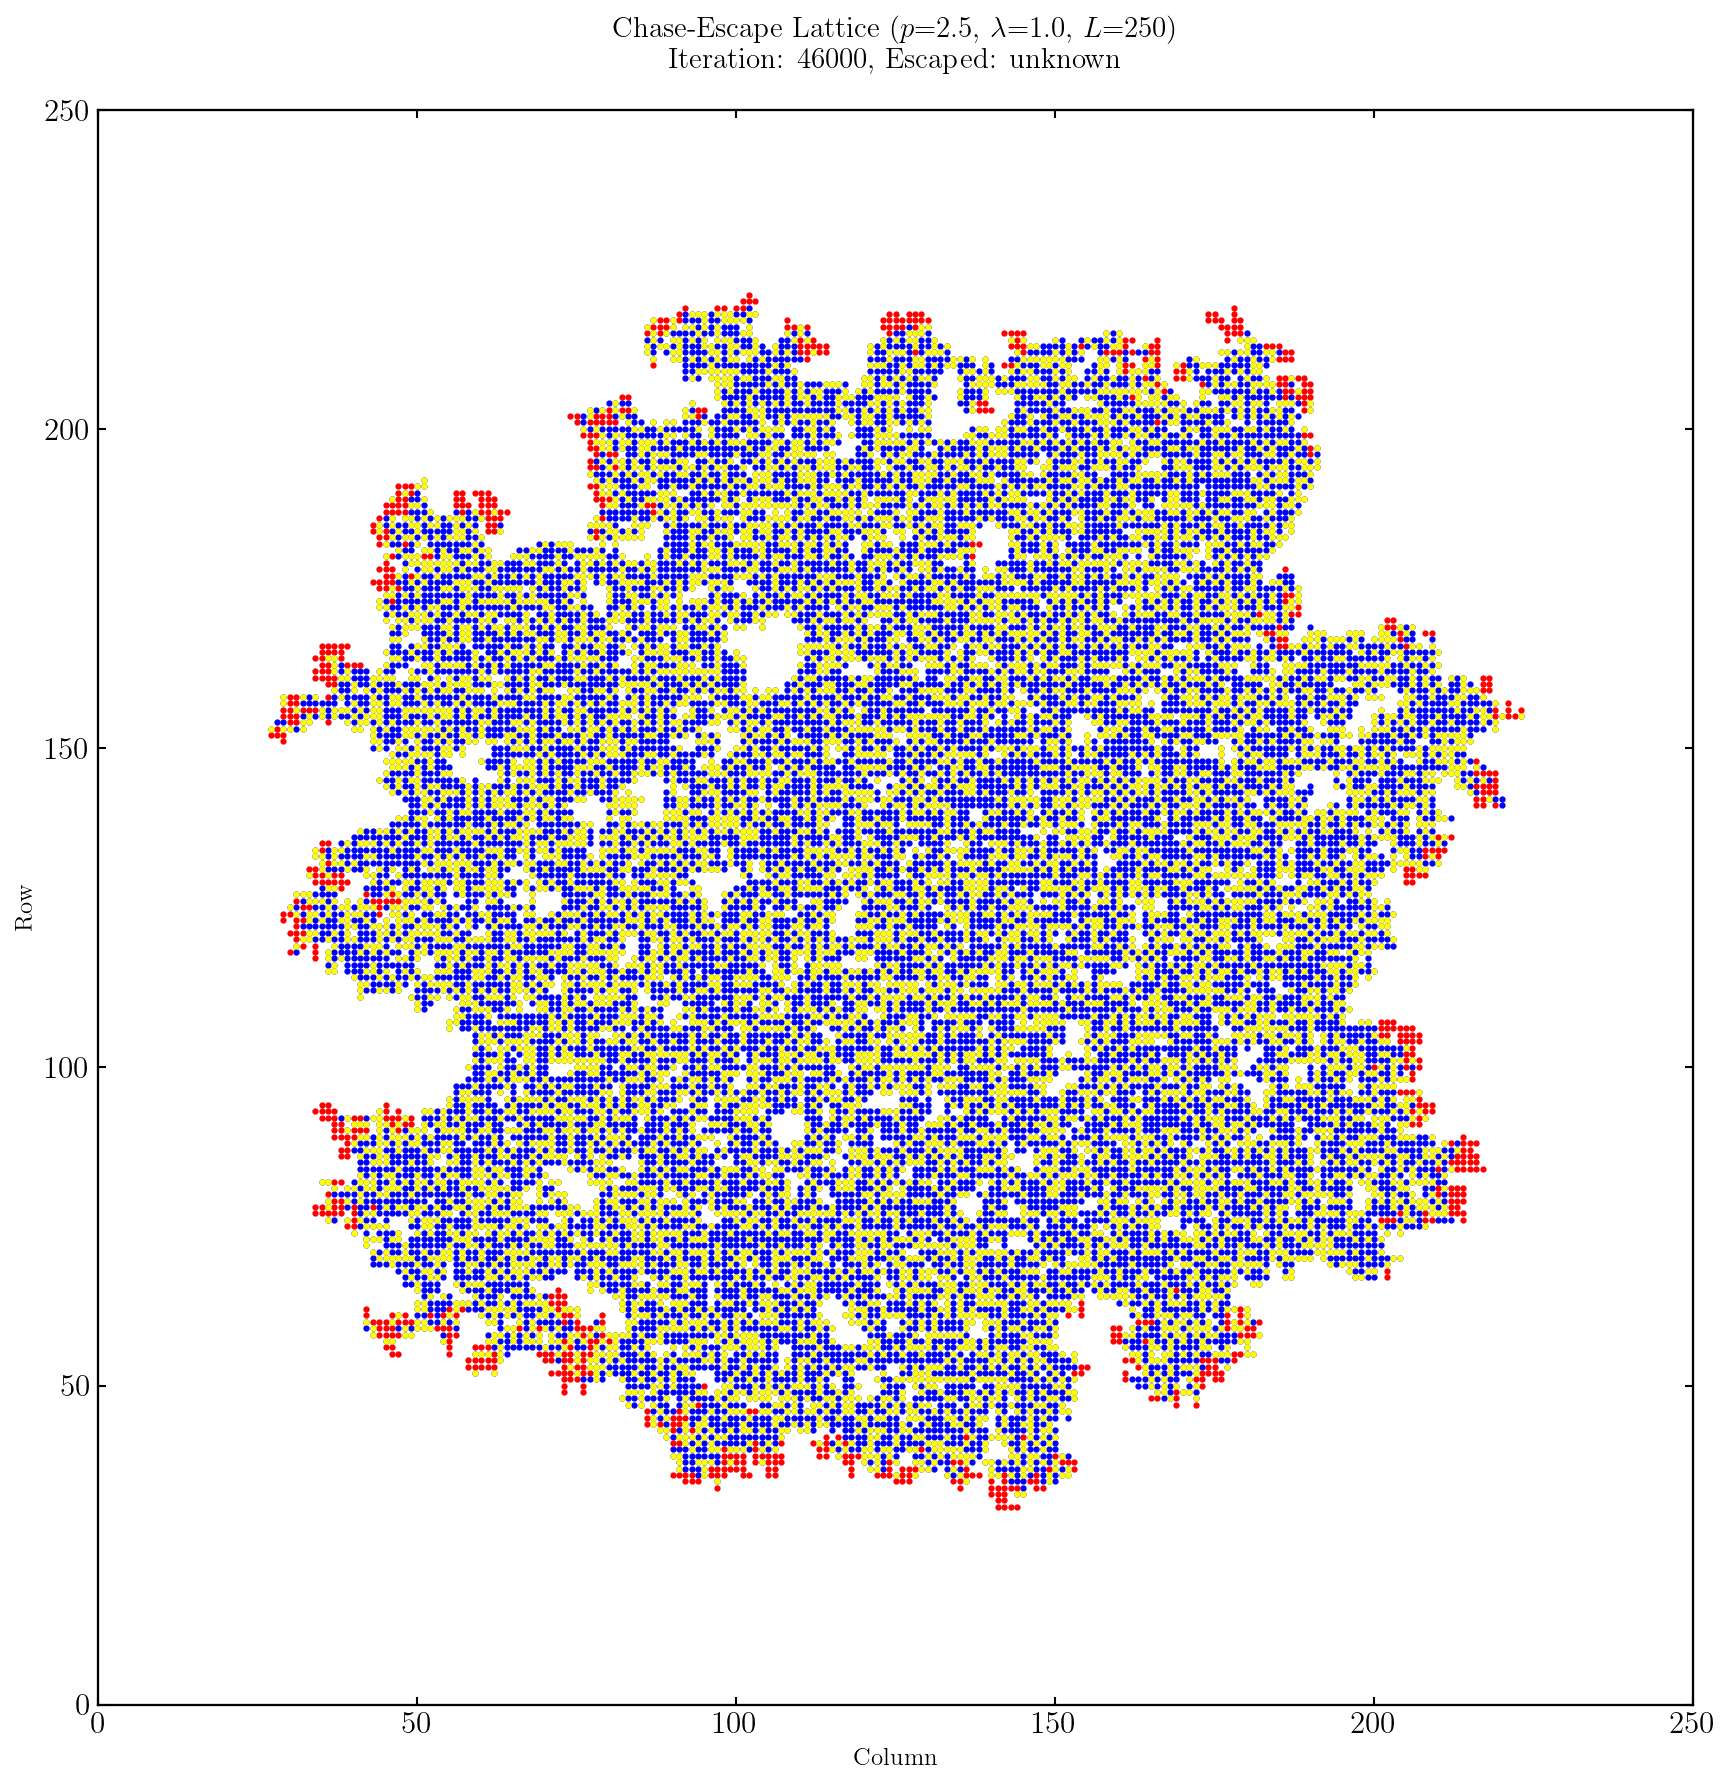 Chase-Escape Lattice (p=2.5, λ=1.0, L=250)
Iteration: 46000, Escaped: unknown
250
200
150
100
50
0
Row
0 50 100 150 200 250
Column